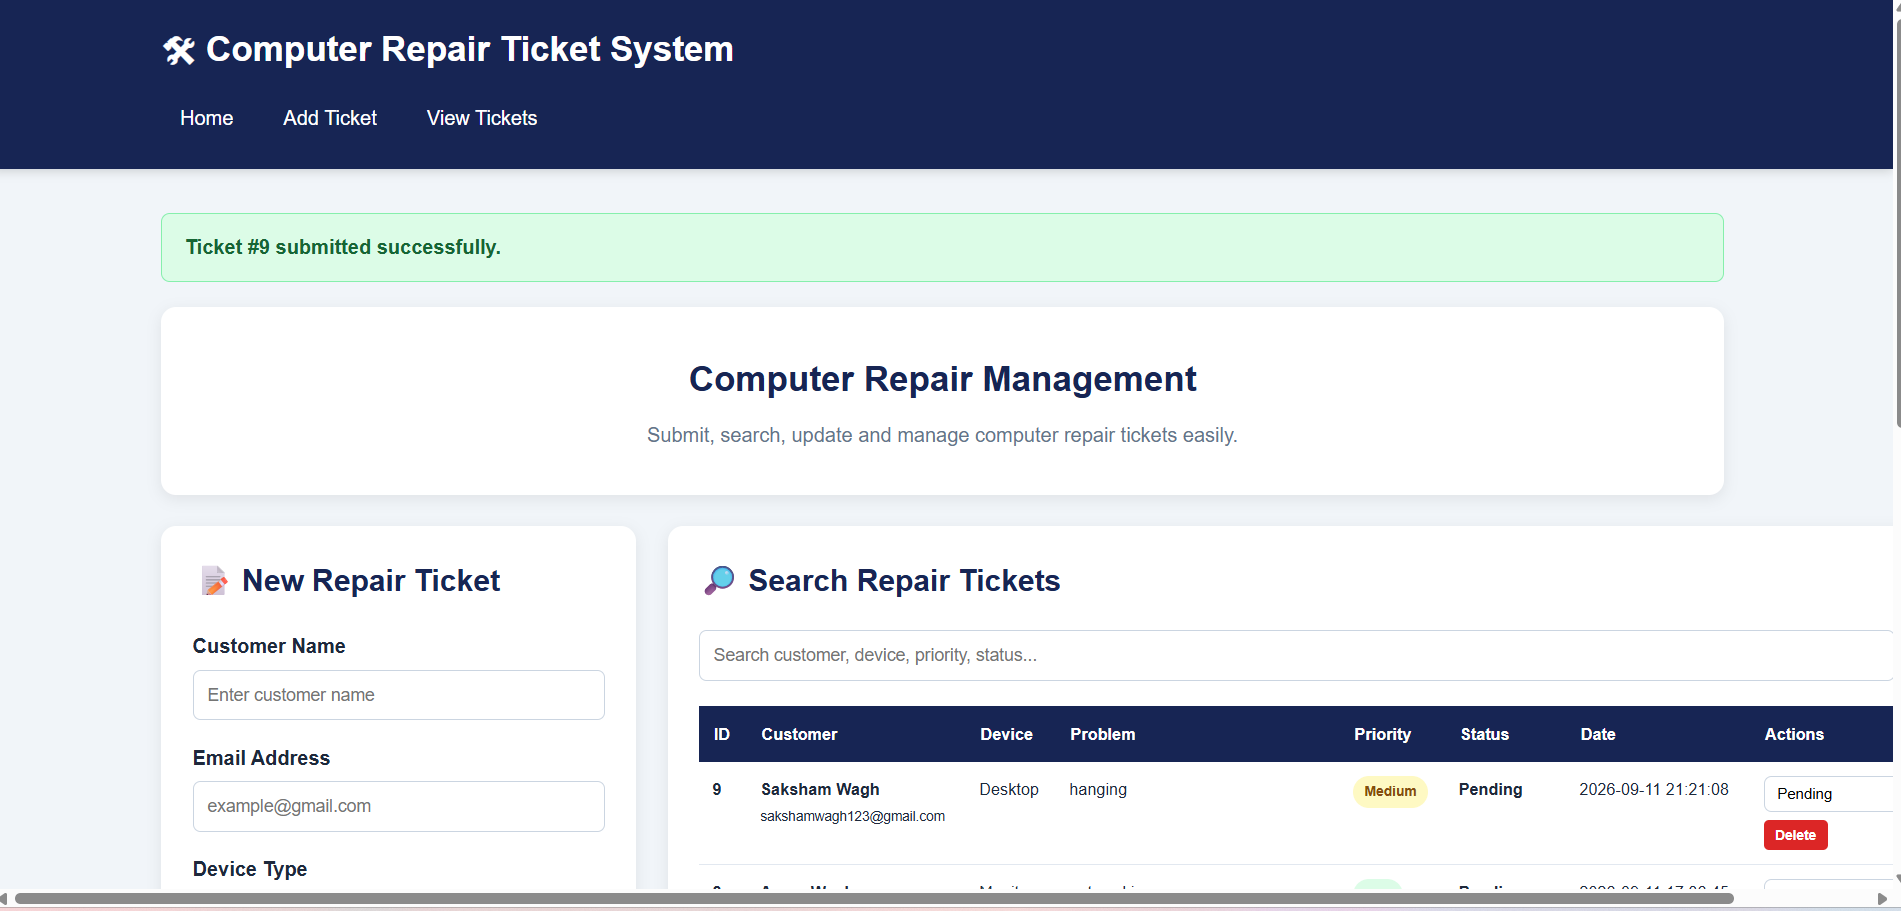 Computer Repair Ticket System
Home Add Ticket View Tickets
Ticket #9 submitted successfully.
Computer Repair Management
Submit, search, update and manage computer repair tickets easily.
New Repair Ticket
Customer Name
Enter customer name
Email Address
example@gmail.com
Device Type
Search Repair Tickets
Search customer, device, priority, status...
ID Customer Device Problem Priority Status Date Actions
9 Saksham Wagh Desktop hanging Medium Pending 2026-09-11 21:21:08 Pending
sakshamwagh123@gmail.com
Delete